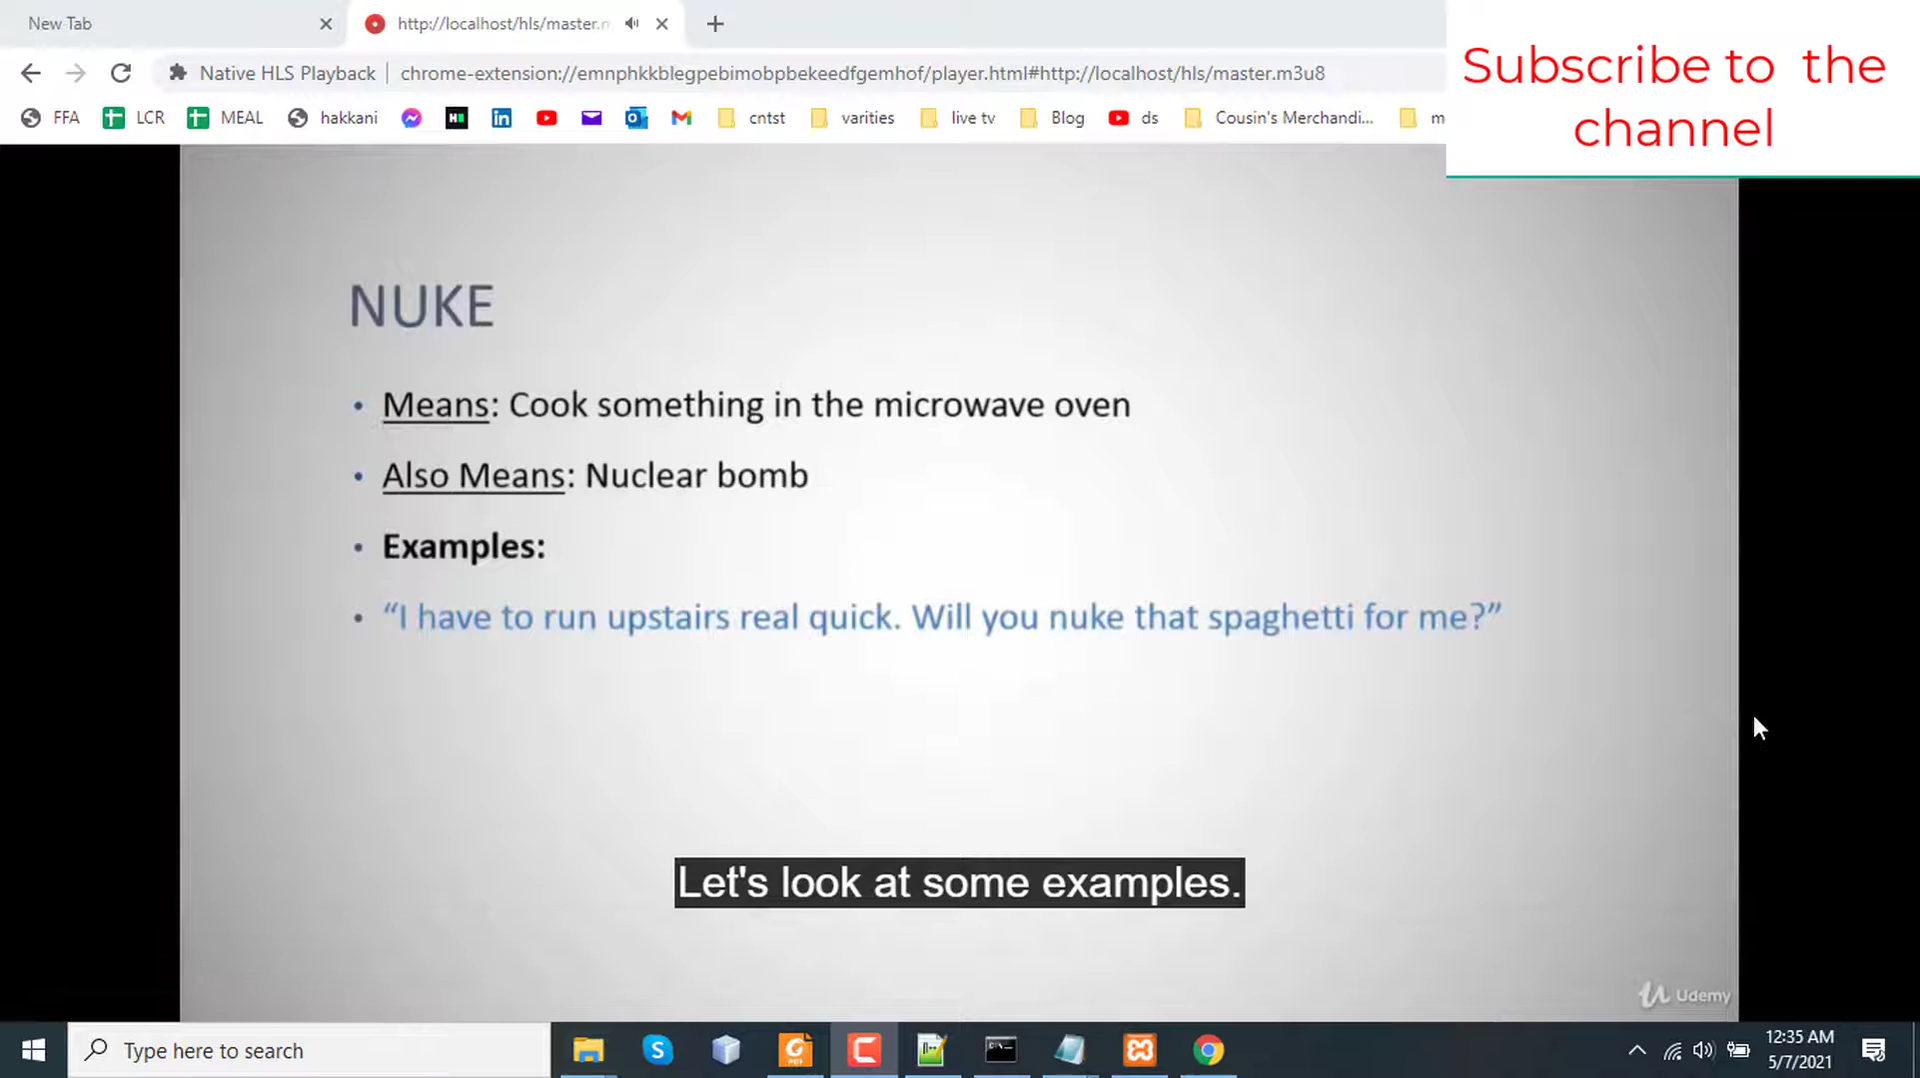 New Tab
http://localhost/hls/master.m
Subscribe to the
channel
Native HLS Playback
chrome-extension://emnphkkblegpebimobpbekeedfgemhof/player.html#http://localhost/hls/master.m3u8
FFA
LCR
MEAL
hakkani
cntst
varities
live tv
Blog
ds
Cousin's Merchandi...
m
NUKE
• Means: Cook something in the microwave oven
• Also Means: Nuclear bomb
• Examples:
• “I have to run upstairs real quick. Will you nuke that spaghetti for me?”
Let's look at some examples.
Udemy
Type here to search
12:35 AM
5/7/2021